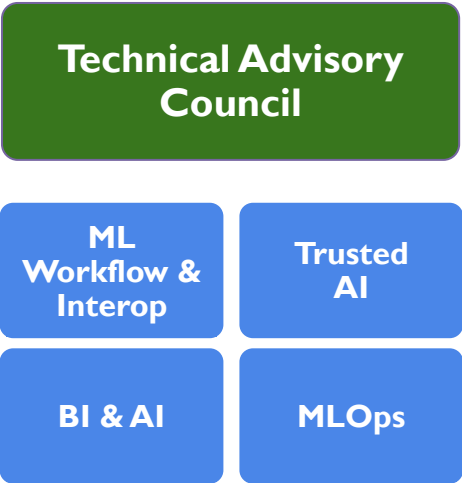 Technical Advisory
Council
ML
Workflow &
Interop
Trusted
AI
BI & AI
MLOps